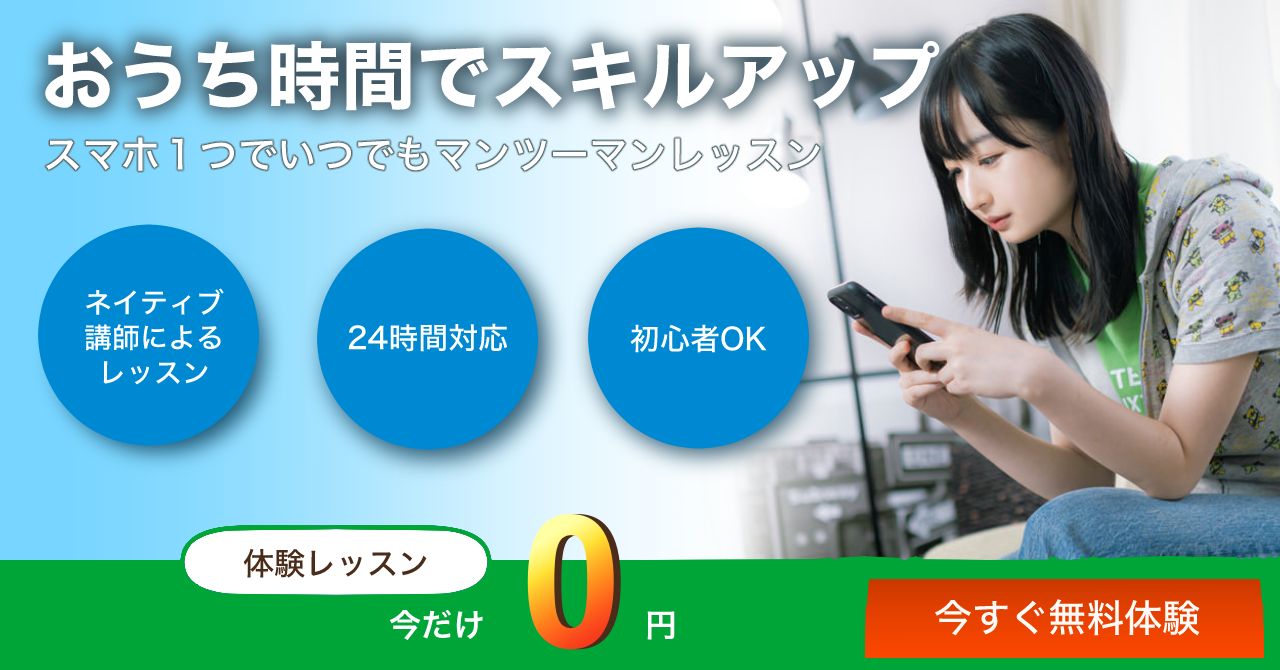 おうち時間でスキルアップ
スマホ１つでいつでもマンツーマンレッスン
ネイティブ
講師による
レッスン
24時間対応
初心者OK
体験レッスン
今だけ
0
円
今すぐ無料体験
TE